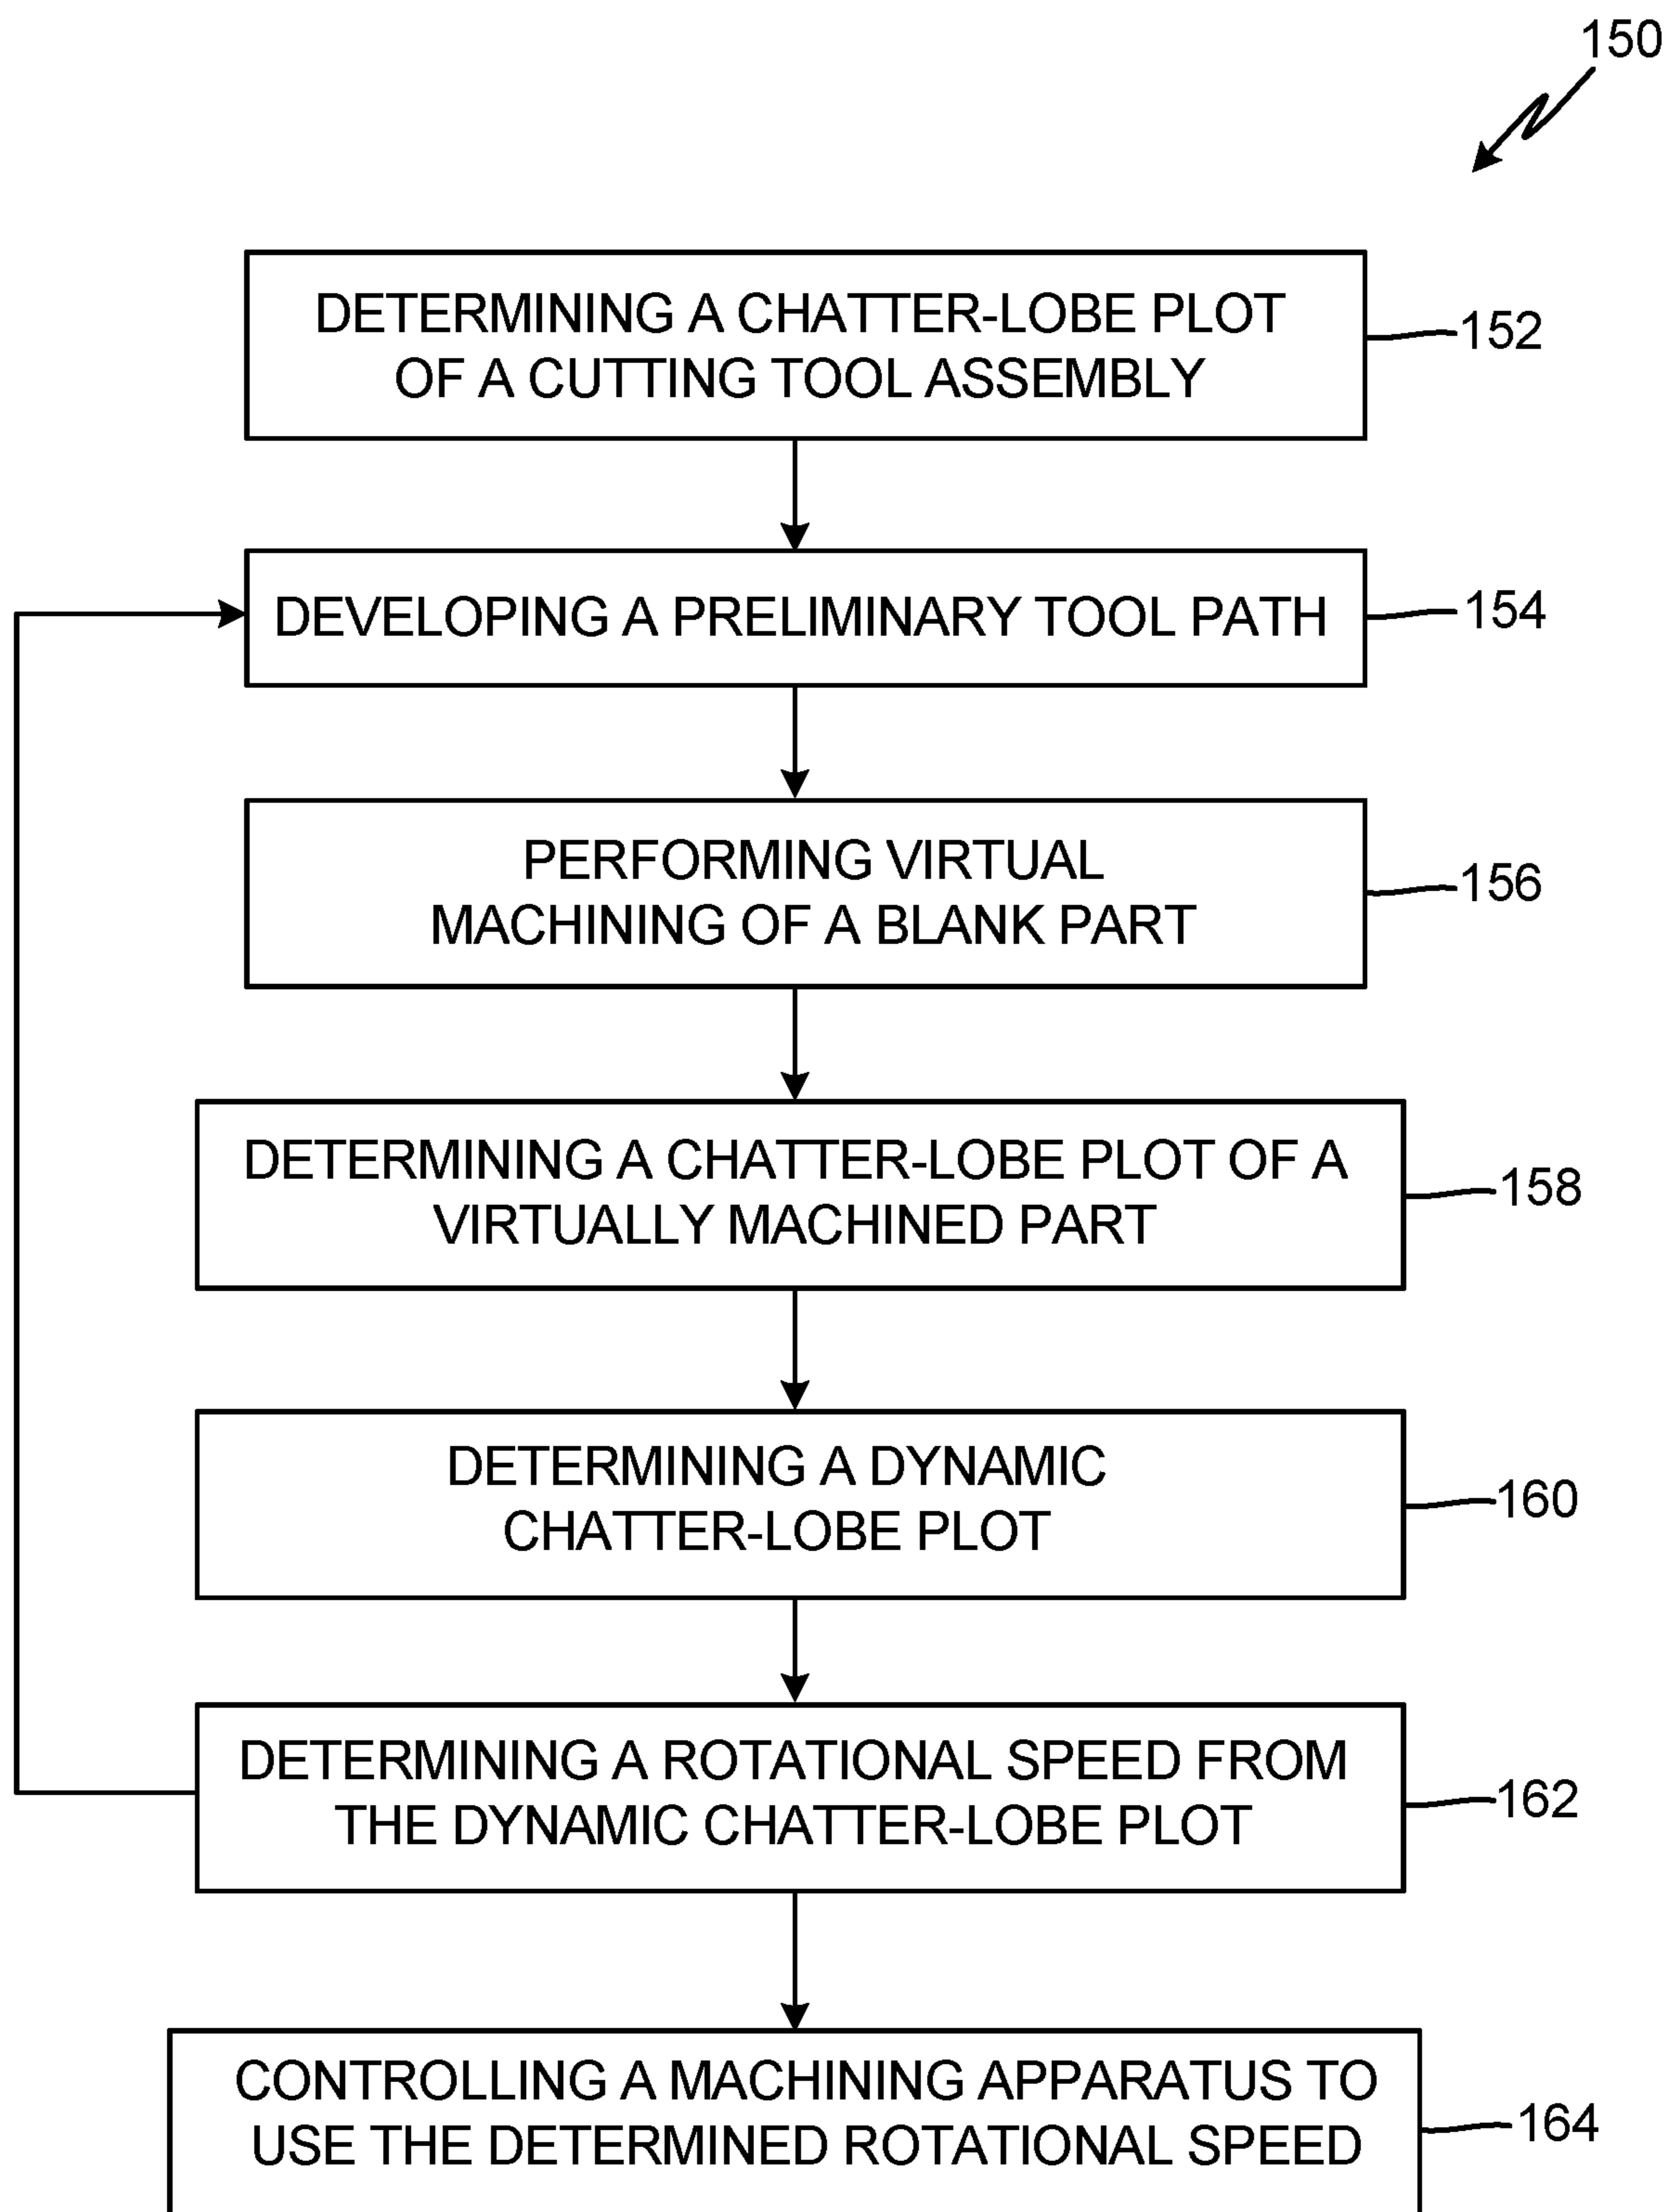 150
DETERMINING A CHATTER-LOBE PLOT
OF A CUTTING TOOL ASSEMBLY
152
DEVELOPING A PRELIMINARY TOOL PATH
154
PERFORMING VIRTUAL
MACHINING OF A BLANK PART
156
DETERMINING A CHATTER-LOBE PLOT OF A
VIRTUALLY MACHINED PART
158
DETERMINING A DYNAMIC
CHATTER-LOBE PLOT
160
DETERMINING A ROTATIONAL SPEED FROM
THE DYNAMIC CHATTER-LOBE PLOT
162
CONTROLLING A MACHINING APPARATUS TO
USE THE DETERMINED ROTATIONAL SPEED
164